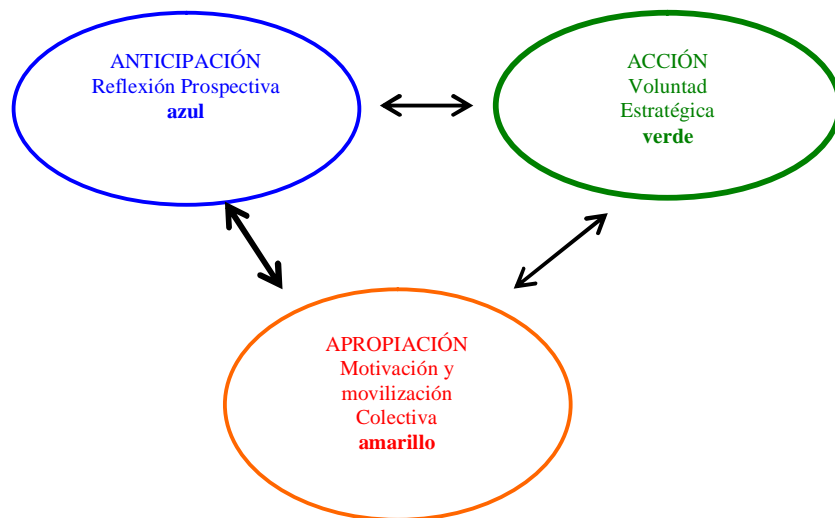 ANTICIPACIÓN
Reflexión Prospectiva
azul
ACCIÓN
Voluntad
Estratégica
verde
APROPIACIÓN
Motivación y
movilización
Colectiva
amarillo